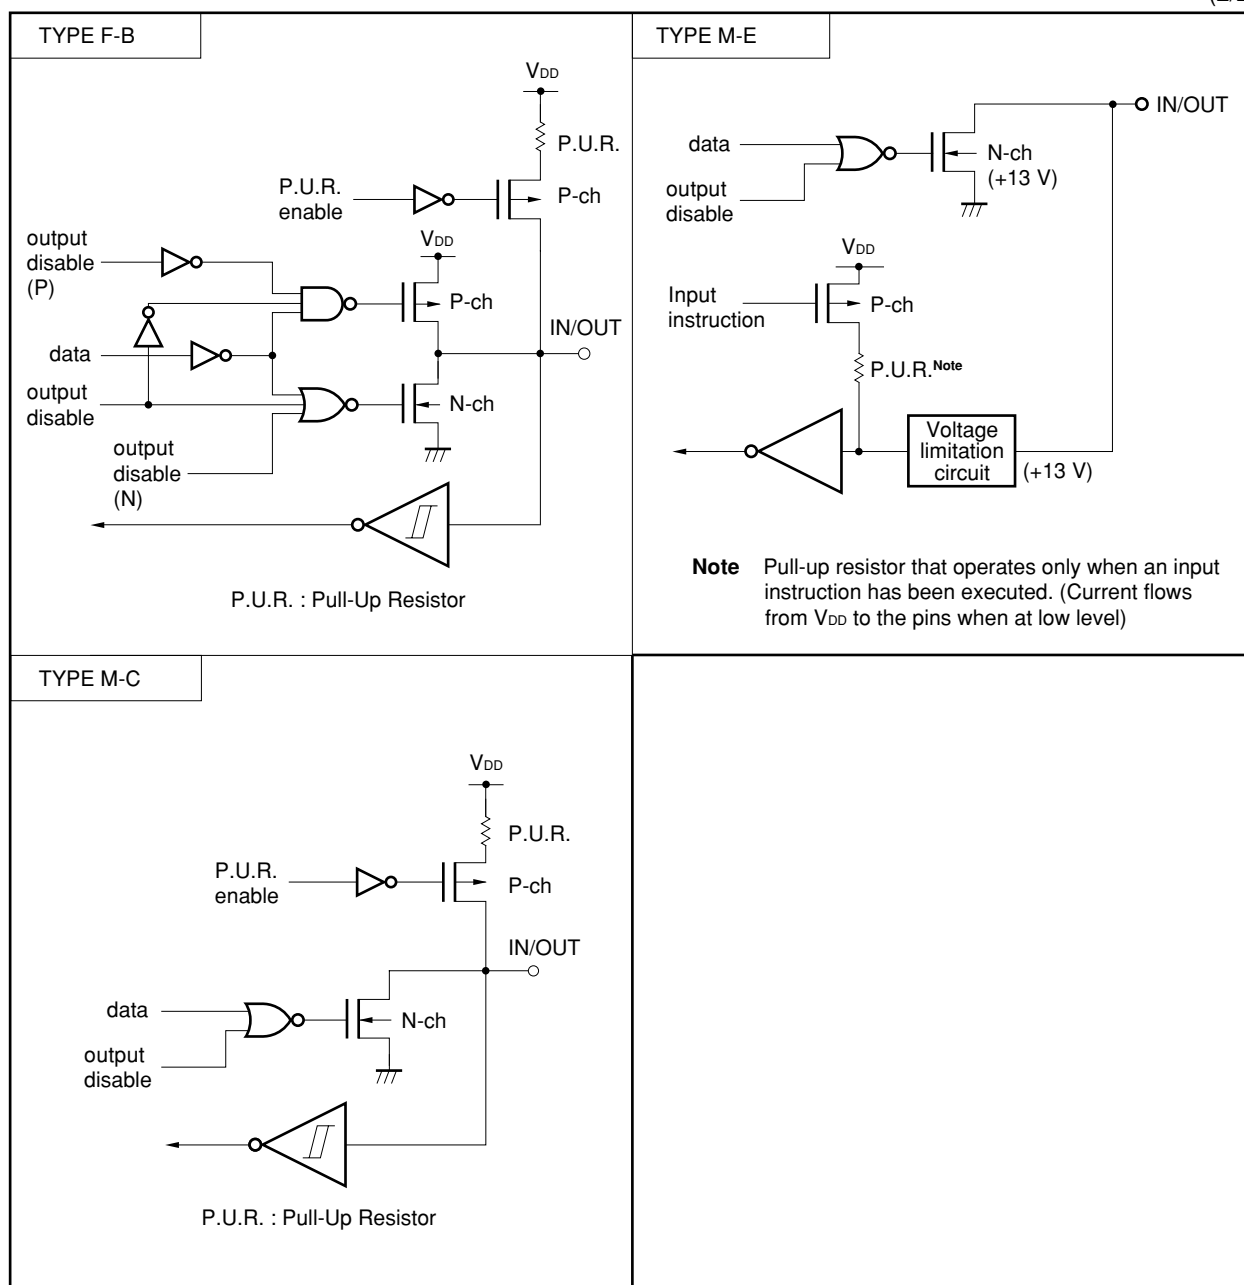 TYPE F-B
VDD
P.U.R.
P.U.R.
enable
P-ch
output
disable
(P)
VDD
P-ch
IN/OUT
data
output
disable
N-ch
output
disable
(N)
P.U.R. : Pull-Up Resistor
TYPE M-E
IN/OUT
data
N-ch
(+13 V)
output
disable
VDD
Input
instruction
P-ch
P.U.R.Note
Voltage
limitation
circuit
(+13 V)
Note Pull-up resistor that operates only when an input
instruction has been executed. (Current flows
from VDD to the pins when at low level)
TYPE M-C
VDD
P.U.R.
P.U.R.
enable
P-ch
IN/OUT
data
N-ch
output
disable
P.U.R. : Pull-Up Resistor